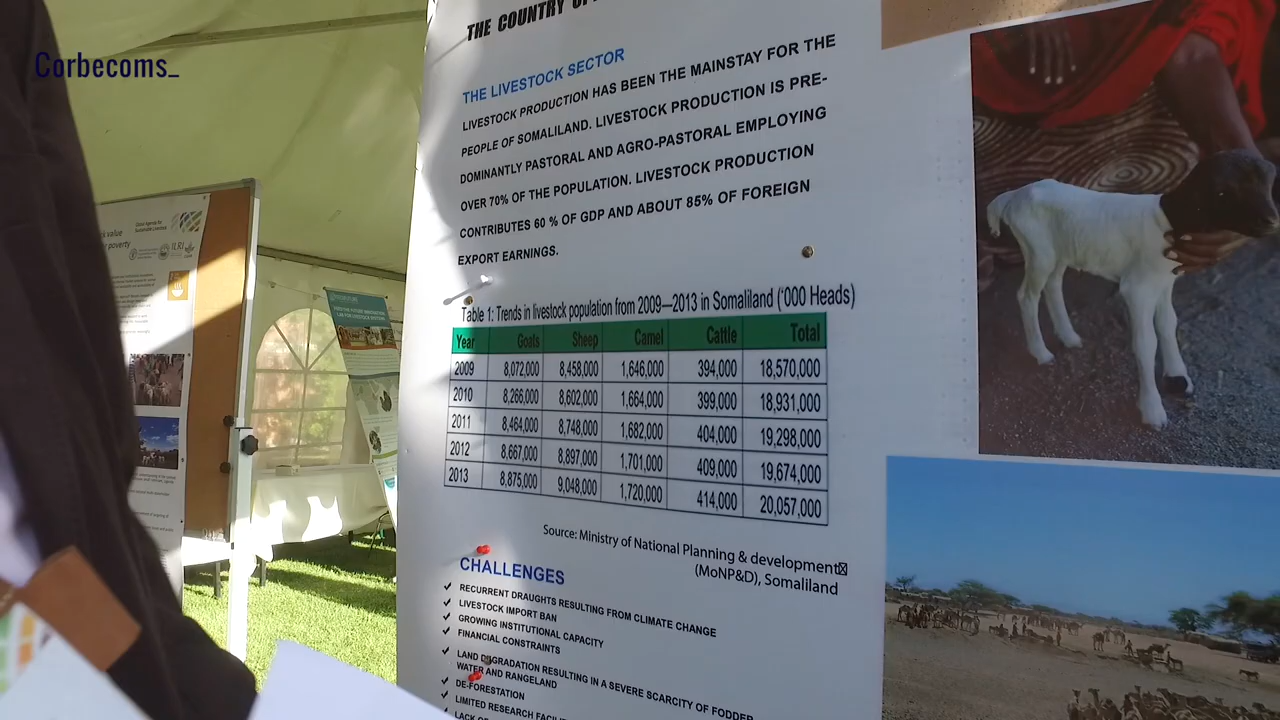 Corbecoms_
THE COUNTRY
THE LIVESTOCK SECTOR
LIVESTOCK PRODUCTION HAS BEEN THE MAINSTAY FOR THE
PEOPLE OF SOMALILAND. LIVESTOCK PRODUCTION IS PRE-
DOMINANTLY PASTORAL AND AGRO-PASTORAL EMPLOYING
OVER 70% OF THE POPULATION. LIVESTOCK PRODUCTION
CONTRIBUTES 60 % OF GDP AND ABOUT 85% OF FOREIGN
EXPORT EARNINGS.
Table 1: Trends in livestock population from 2009—2013 in Somaliland ('000 Heads)
Year Goats Sheep Camel Cattle Total
2009 8,072,000 8,458,000 1,646,000 394,000 18,570,000
2010 8,266,000 8,602,000 1,664,000 399,000 18,931,000
2011 8,464,000 8,748,000 1,682,000 404,000 19,298,000
2012 8,667,000 8,897,000 1,701,000 409,000 19,674,000
2013 8,875,000 9,048,000 1,720,000 414,000 20,057,000
Source: Ministry of National Planning & development
(MoNP&D), Somaliland
CHALLENGES
✓ RECURRENT DRAUGHTS RESULTING FROM CLIMATE CHANGE
✓ LIVESTOCK IMPORT BAN
✓ GROWING INSTITUTIONAL CAPACITY
✓ FINANCIAL CONSTRAINTS
✓ LAND DEGRADATION RESULTING IN A SEVERE SCARCITY OF FODDER
WATER AND RANGELAND
✓ DE-FORESTATION
✓ LIMITED RESEARCH
✓ LACK
value
poverty
ILRI